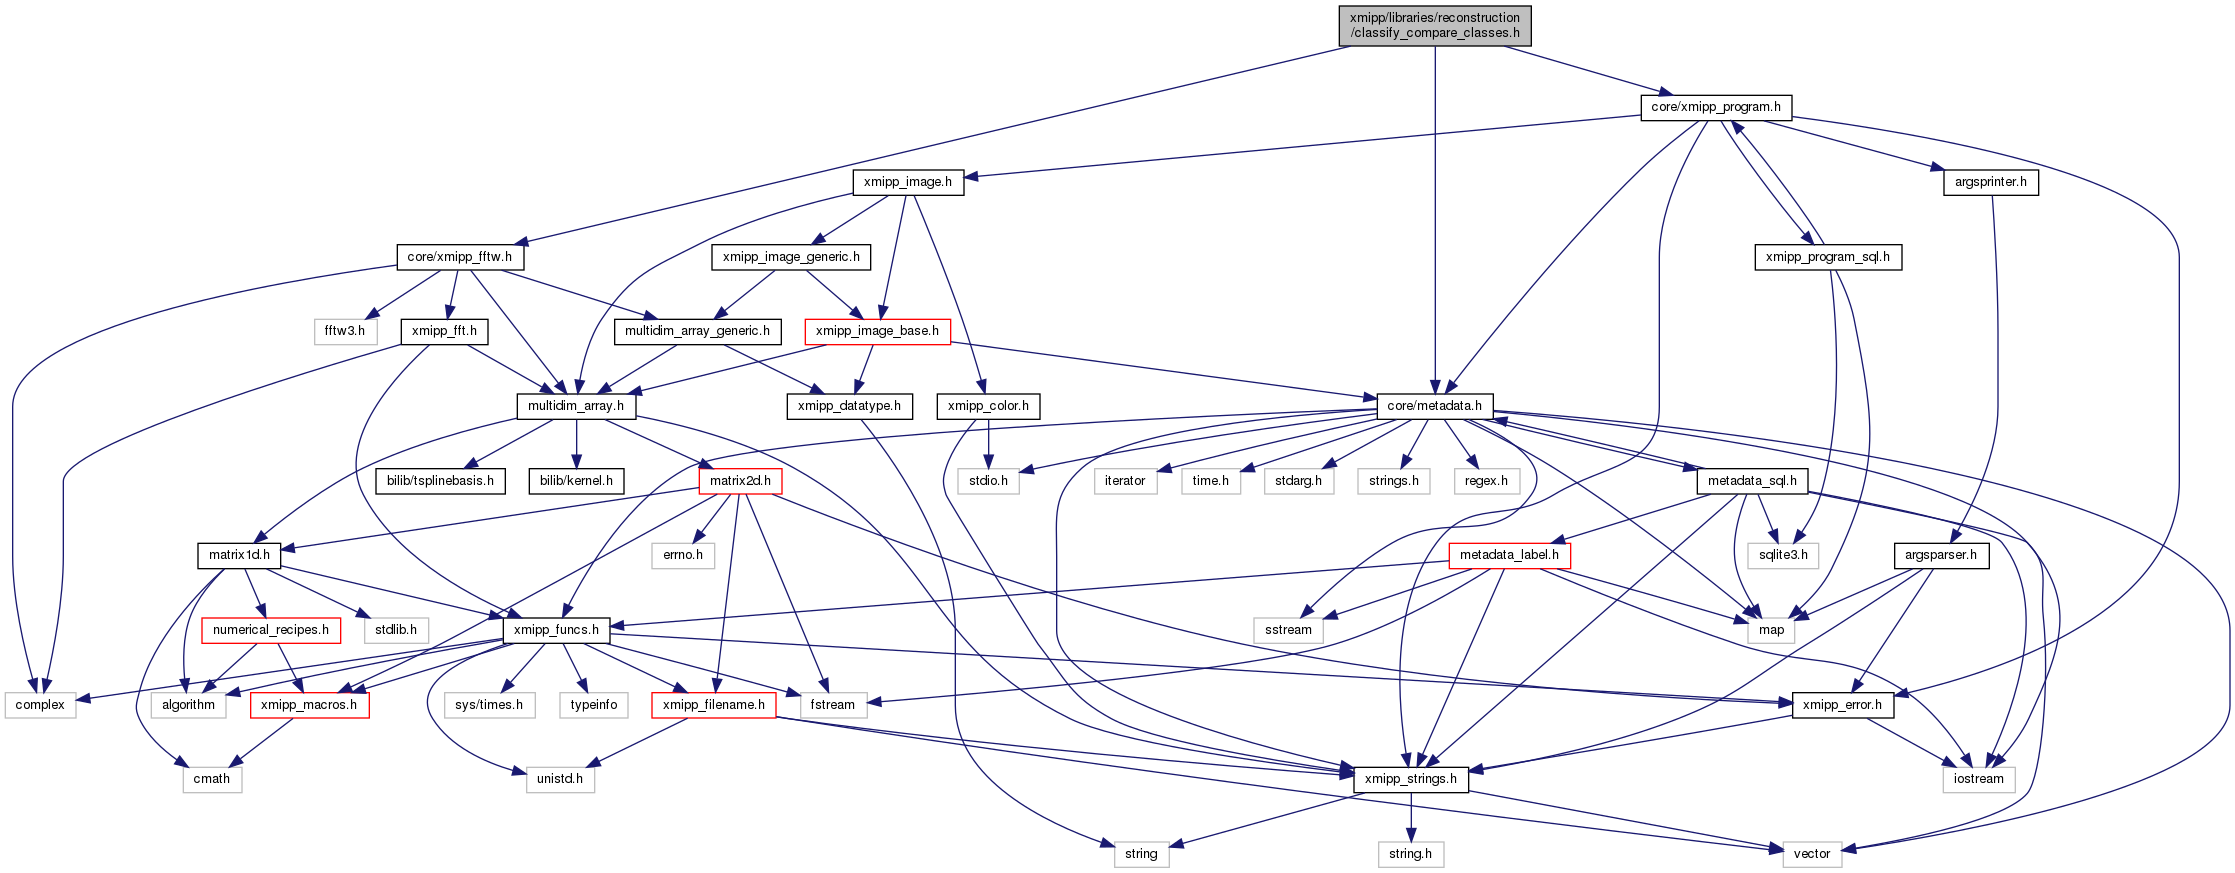 xmipp/libraries/reconstruction
/classify_compare_classes.h
core/xmipp_program.h
xmipp_image.h
argsprinter.h
core/xmipp_fftw.h
xmipp_image_generic.h
xmipp_program_sql.h
fftw3.h
xmipp_fft.h
multidim_array_generic.h
xmipp_image_base.h
multidim_array.h
xmipp_datatype.h
xmipp_color.h
core/metadata.h
bilib/tsplinebasis.h
bilib/kernel.h
matrix2d.h
stdio.h
iterator
time.h
stdarg.h
strings.h
regex.h
metadata_sql.h
matrix1d.h
errno.h
metadata_label.h
sqlite3.h
argsparser.h
numerical_recipes.h
stdlib.h
xmipp_funcs.h
sstream
map
complex
algorithm
xmipp_macros.h
sys/times.h
typeinfo
xmipp_filename.h
fstream
xmipp_error.h
cmath
unistd.h
xmipp_strings.h
iostream
string
string.h
vector